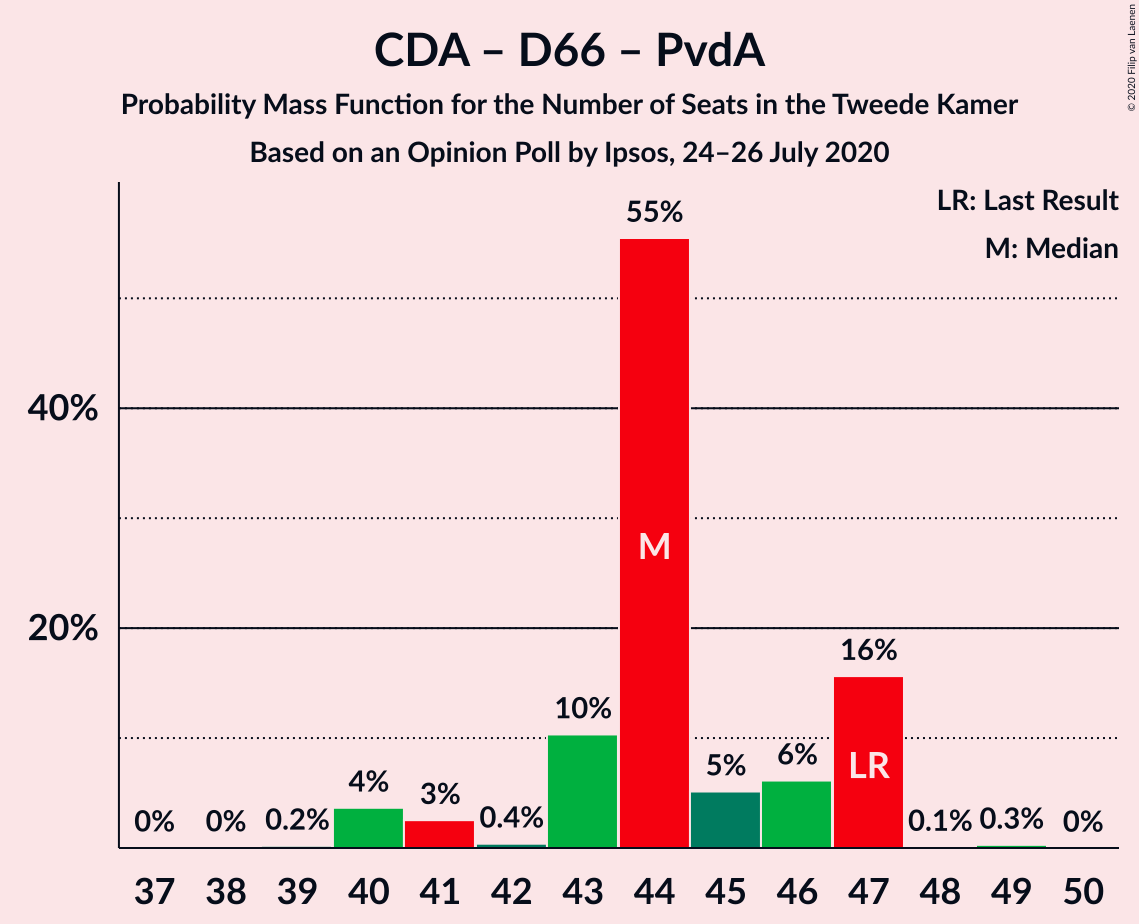 CDA – D66 – PvdA
Probability Mass Function for the Number of Seats in the Tweede Kamer
Based on an Opinion Poll by Ipsos, 24–26 July 2020
© 2020 Filip van Laenen
LR: Last Result
M: Median
55%
40%
M
20%
16%
10%
LR
6%
5%
4%
3%
0% 0% 0.2% 0.4% 0.1% 0.3% 0%
37 38 39 40 41 42 43 44 45 46 47 48 49 50